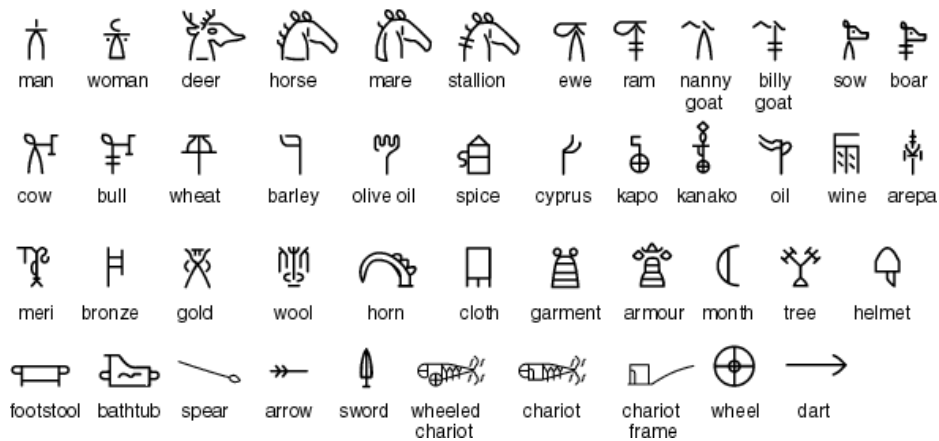 man woman deer horse mare stallion ewe ram nanny goat billy goat sow boar
cow bull wheat barley olive oil spice cyprus kapo kanako oil wine arepa
meri bronze gold wool horn cloth garment armour month tree helmet
footstool bathtub spear arrow sword wheeled chariot chariot chariot frame wheel dart